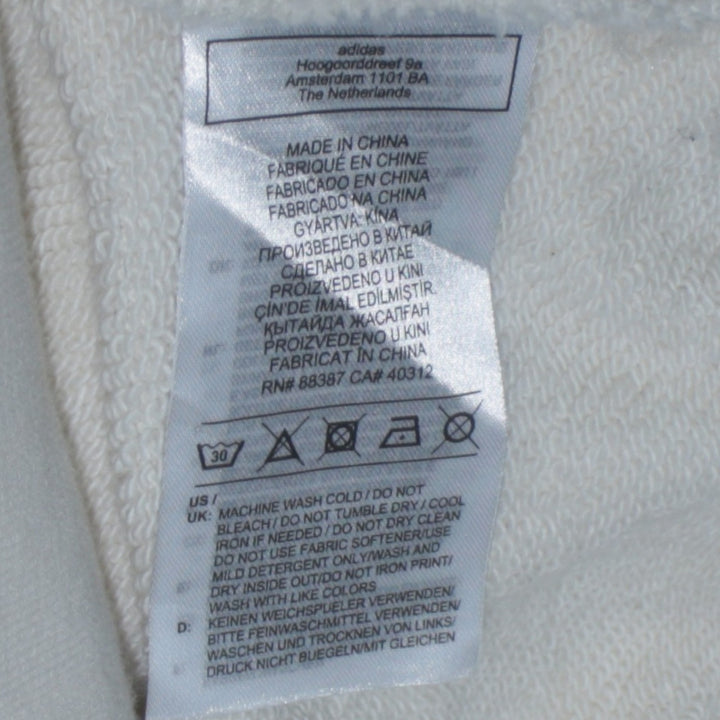 adidas
Hoogoorddreef 9a
Amsterdam 1101 BA
The Netherlands
MADE IN CHINA
FABRIQUÉ EN CHINE
FABRICADO EN CHINA
FABRICADO NA CHINA
GYÁRTVA: KÍNA
ПРОИЗВЕДЕНО В КИТАЙ
СДЕЛАНО В КИТАЕ
PROIZVEDENO U KINI
ÇİN'DE İMAL EDİLMİŞTİR.
ҚЫТАЙДА ЖАСАЛҒАН
PROIZVEDENO U KINI
FABRICAT ÎN CHINA
RN# 88387 CA# 40312
30
US /
UK: MACHINE WASH COLD / DO NOT
BLEACH / DO NOT TUMBLE DRY / COOL
IRON IF NEEDED / DO NOT DRY CLEAN
DO NOT USE FABRIC SOFTENER/USE
MILD DETERGENT ONLY/WASH AND
DRY INSIDE OUT/DO NOT IRON PRINT/
WASH WITH LIKE COLORS
D: KEINEN WEICHSPUELER VERWENDEN/
BITTE FEINWASCHMITTEL VERWENDEN/
WASCHEN UND TROCKNEN VON LINKS/
DRUCK NICHT BUEGELN/MIT GLEICHEN